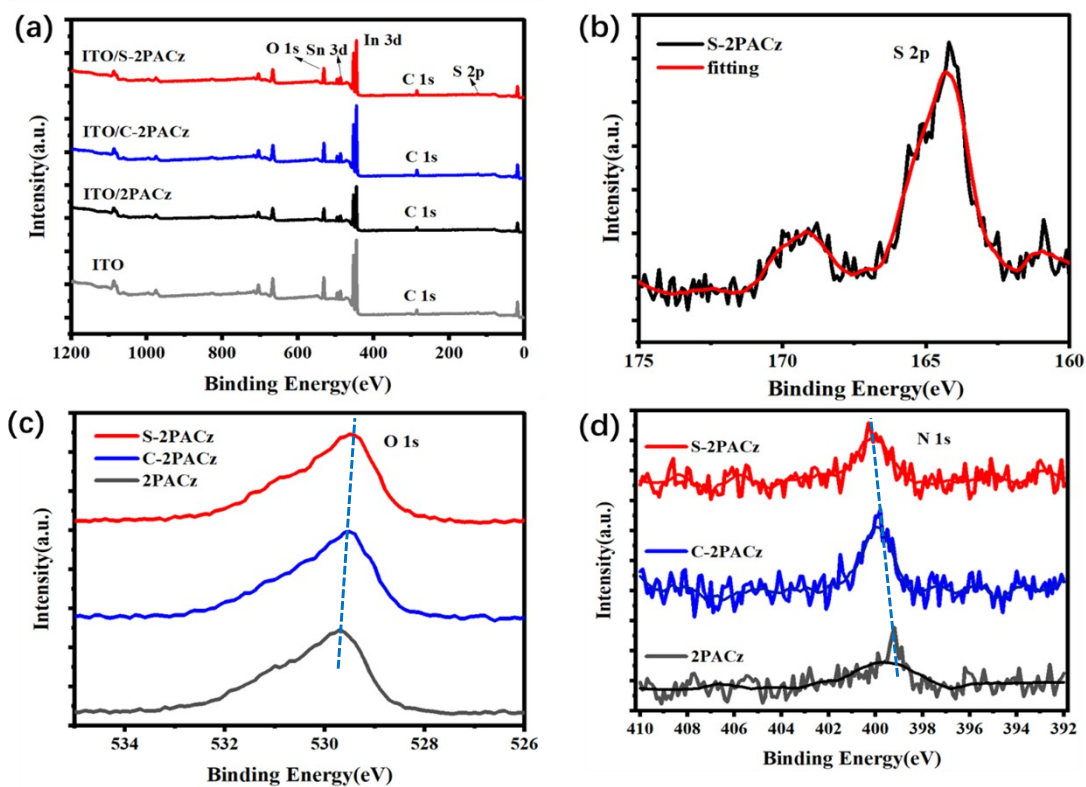 (a)
ITO/S-2PACz
O 1s
Sn 3d
In 3d
C 1s
S 2p
ITO/C-2PACz
C 1s
ITO/2PACz
C 1s
ITO
C 1s
Intensity(a.u.)
1200 1000 800 600 400 200 0
Binding Energy(eV)
(b)
S-2PACz
fitting
S 2p
Intensity(a.u.)
175 170 165 160
Binding Energy(eV)
(c)
S-2PACz
C-2PACz
2PACz
O 1s
Intensity(a.u.)
534 532 530 528 526
Binding Energy(eV)
(d)
S-2PACz
N 1s
C-2PACz
2PACz
Intensity(a.u.)
410 408 406 404 402 400 398 396 394 392
Binding Energy(eV)